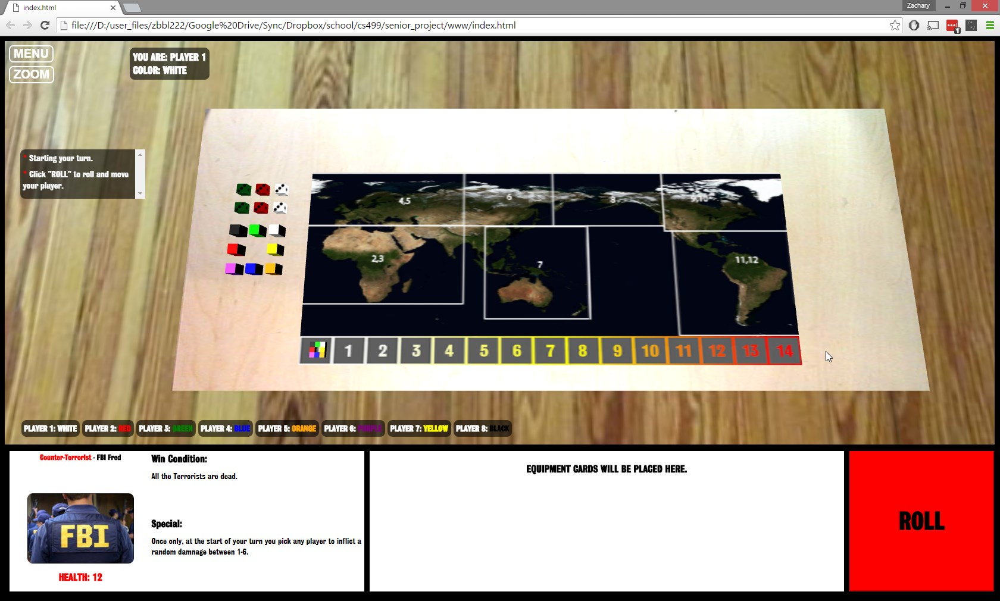 index.html
Zachary
file:///D:/user_files/zbbl222/Google%20Drive/Sync/Dropbox/school/cs499/senior_project/www/index.html
1
MENU
ZOOM
YOU ARE: PLAYER 1
COLOR: WHITE
* Starting your turn.
* Click "ROLL" to roll and move
your player.
4,5
6
8
9,10
2,3
7
11,12
1 2 3 4 5 6 7 8 9 10 11 12 13 14
PLAYER 1: WHITE PLAYER 2: RED PLAYER 3: GREEN PLAYER 4: BLUE PLAYER 5: ORANGE PLAYER 6: PURPLE PLAYER 7: YELLOW PLAYER 8: BLACK
Counter-Terrorist - FBI Fred
FBI
HEALTH: 12
Win Condition:
All the Terrorists are dead.
Special:
Once only, at the start of your turn you pick any player to inflict a
random damnage between 1-6.
EQUIPMENT CARDS WILL BE PLACED HERE.
ROLL